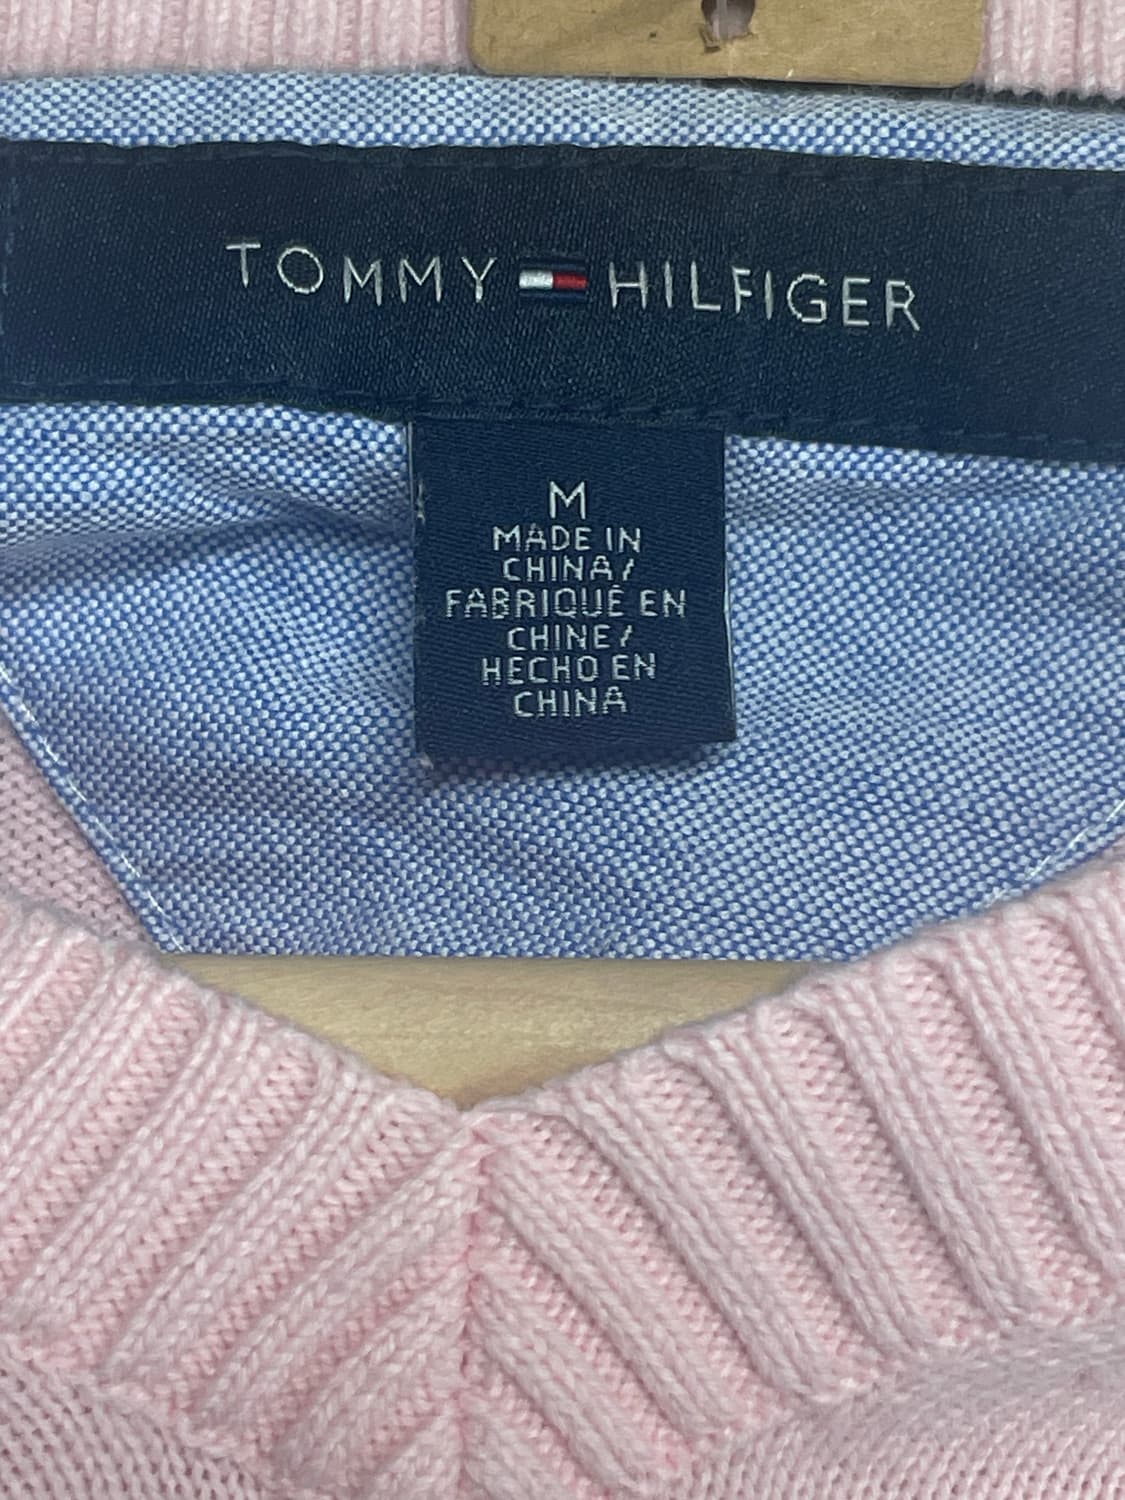 TOMMY HILFIGER
M
MADE IN
CHINA/
FABRIQUÉ EN
CHINE/
HECHO EN
CHINA